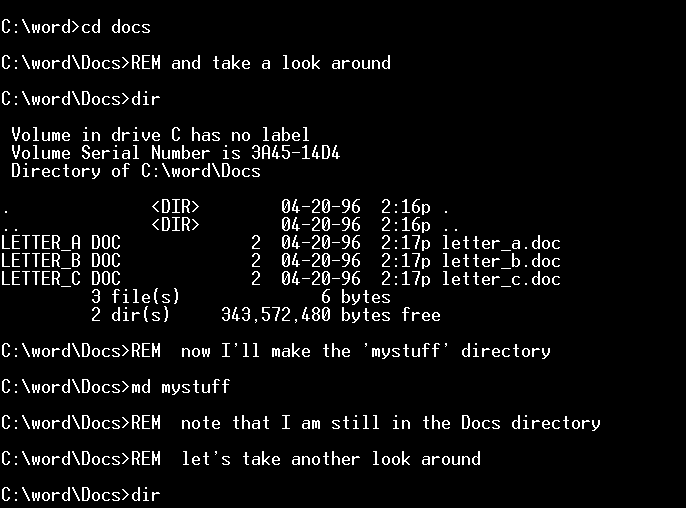 C:\word>cd docs
C:\word\Docs>REM and take a look around
C:\word\Docs>dir
Volume in drive C has no label
Volume Serial Number is 3A45-14D4
Directory of C:\word\Docs
.              <DIR>        04-20-96  2:16p .
..             <DIR>        04-20-96  2:16p ..
LETTER_A DOC             2  04-20-96  2:17p letter_a.doc
LETTER_B DOC             2  04-20-96  2:17p letter_b.doc
LETTER_C DOC             2  04-20-96  2:17p letter_c.doc
3 file(s)              6 bytes
2 dir(s)     343,572,480 bytes free
C:\word\Docs>REM  now I'll make the 'mystuff' directory
C:\word\Docs>md mystuff
C:\word\Docs>REM  note that I am still in the Docs directory
C:\word\Docs>REM  let's take another look around
C:\word\Docs>dir